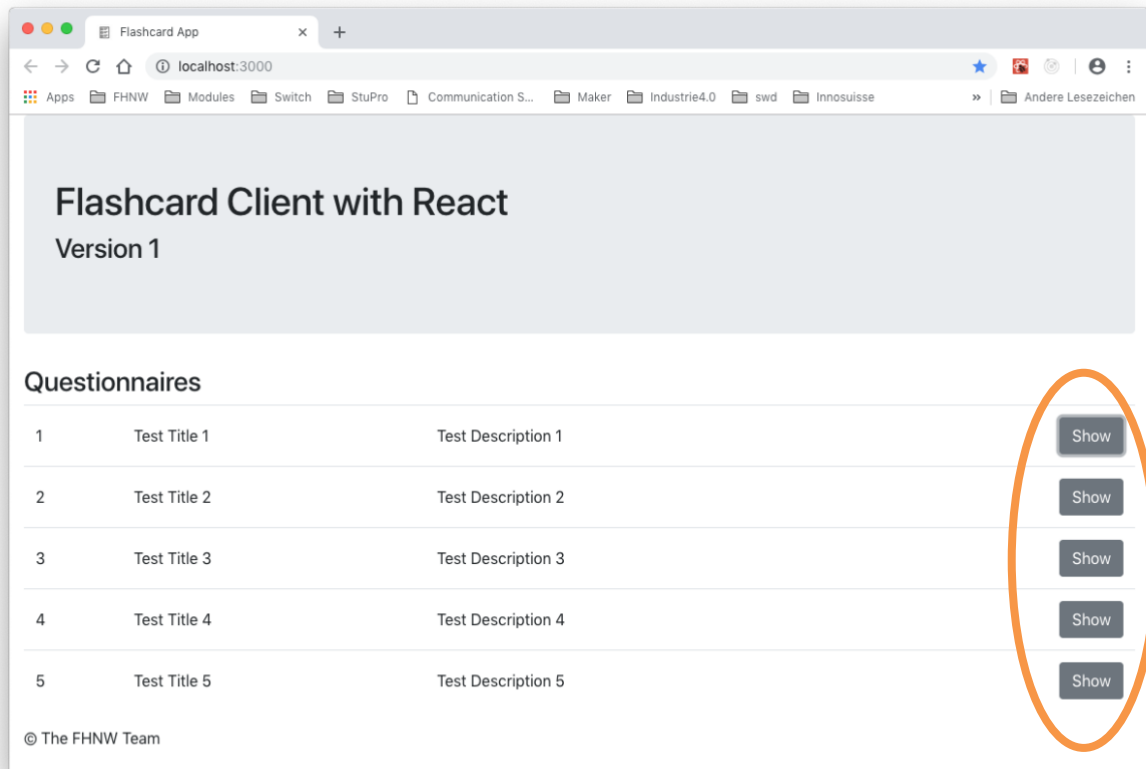 Flashcard App
localhost:3000
Apps FHNW Modules Switch StuPro Communication S... Maker Industrie4.0 swd Innosuisse » Andere Lesezeichen
Flashcard Client with React
Version 1
Questionnaires
1 Test Title 1 Test Description 1 Show
2 Test Title 2 Test Description 2 Show
3 Test Title 3 Test Description 3 Show
4 Test Title 4 Test Description 4 Show
5 Test Title 5 Test Description 5 Show
© The FHNW Team